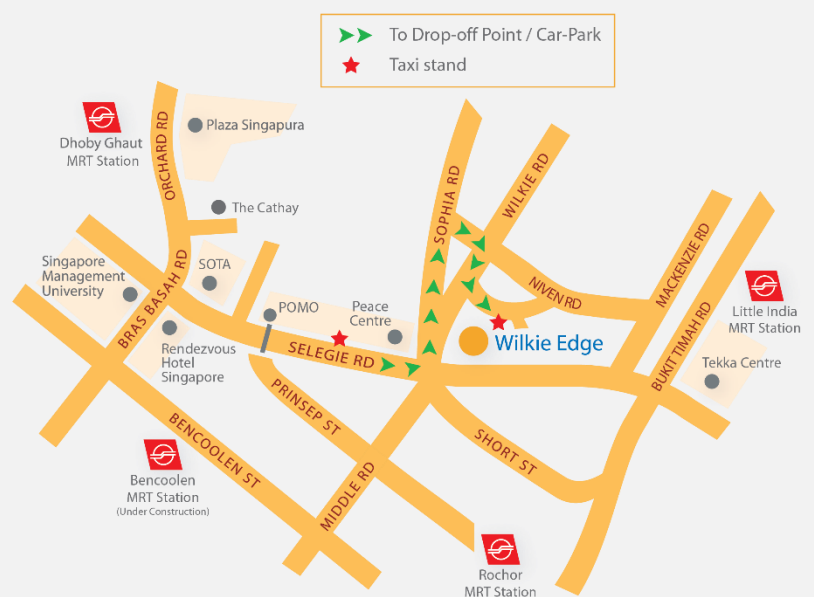 To Drop-off Point / Car-Park
Taxi stand
Dhoby Ghaut
MRT Station
ORCHARD RD
Plaza Singapura
The Cathay
SOPHIA RD
WILKIE RD
NIVEN RD
MACKENZIE RD
BUKIT TIMAH RD
Little India
MRT Station
Tekka Centre
Singapore
Management
University
BRAS BASAH RD
SOTA
POMO
Peace
Centre
Wilkie Edge
Rendezvous
Hotel
Singapore
SELEGIE RD
PRINSEP ST
BENCOOLEN ST
MIDDLE RD
SHORT ST
Bencoolen
MRT Station
(Under Construction)
Rochor
MRT Station